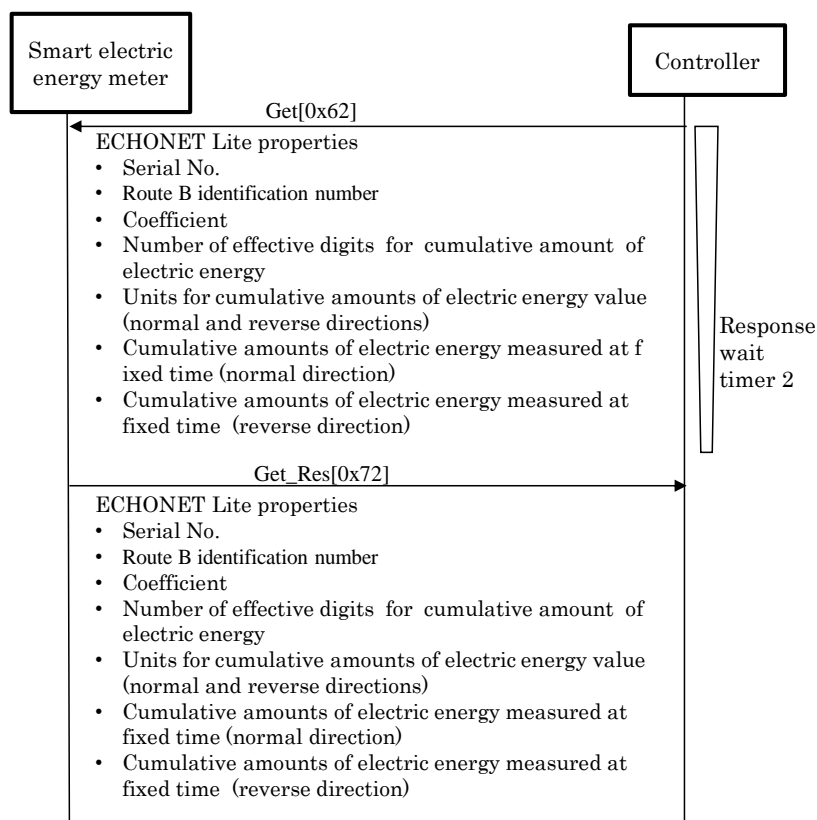 Smart electric
energy meter
Controller
Get[0x62]
ECHONET Lite properties
• Serial No.
• Route B identification number
• Coefficient
• Number of effective digits for cumulative amount of
electric energy
• Units for cumulative amounts of electric energy value
(normal and reverse directions)
• Cumulative amounts of electric energy measured at f
ixed time (normal direction)
• Cumulative amounts of electric energy measured at
fixed time (reverse direction)
Response
wait
timer 2
Get_Res[0x72]
ECHONET Lite properties
• Serial No.
• Route B identification number
• Coefficient
• Number of effective digits for cumulative amount of
electric energy
• Units for cumulative amounts of electric energy value
(normal and reverse directions)
• Cumulative amounts of electric energy measured at
fixed time (normal direction)
• Cumulative amounts of electric energy measured at
fixed time (reverse direction)